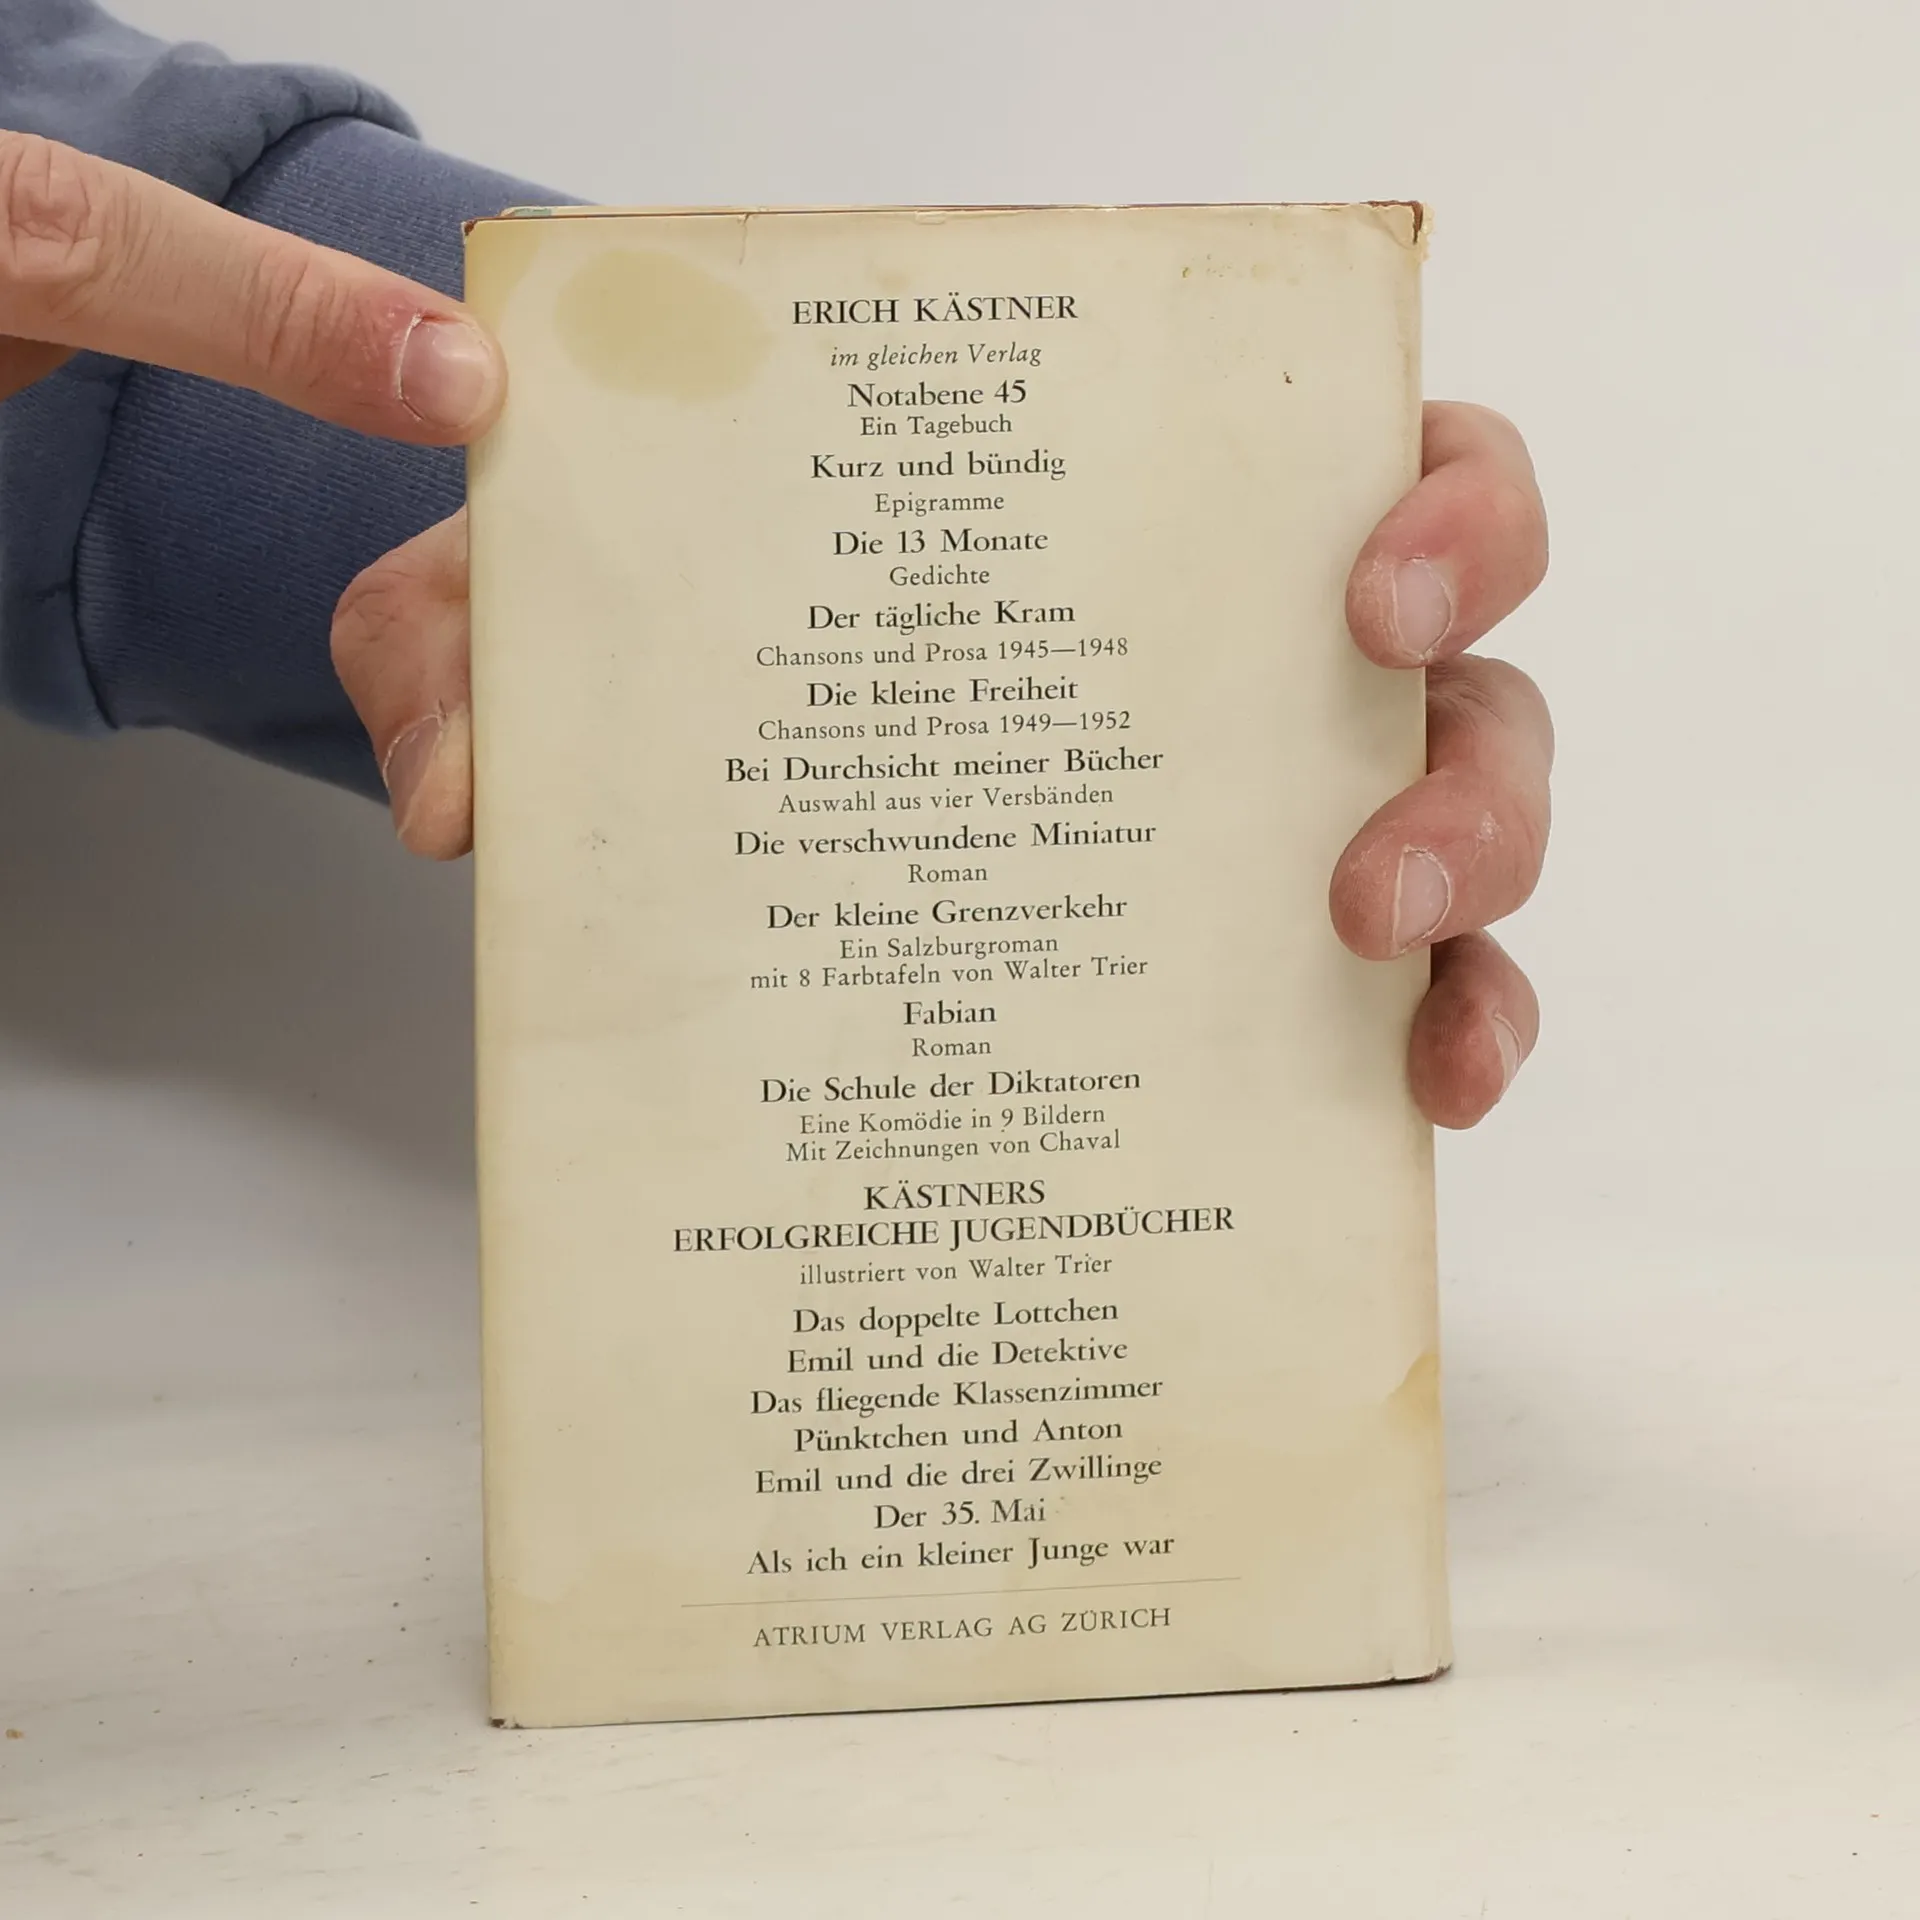 ERICH KÄSTNER
im gleichen Verlag
Notabene 45
Ein Tagebuch
Kurz und bündig
Epigramme
Die 13 Monate
Gedichte
Der tägliche Kram
Chansons und Prosa 1945—1948
Die kleine Freiheit
Chansons und Prosa 1949—1952
Bei Durchsicht meiner Bücher
Auswahl aus vier Versbänden
Die verschwundene Miniatur
Roman
Der kleine Grenzverkehr
Ein Salzburgroman
mit 8 Farbtafeln von Walter Trier
Fabian
Roman
Die Schule der Diktatoren
Eine Komödie in 9 Bildern
Mit Zeichnungen von Chaval
KÄSTNERS
ERFOLGREICHE JUGENDBÜCHER
illustriert von Walter Trier
Das doppelte Lottchen
Emil und die Detektive
Das fliegende Klassenzimmer
Pünktchen und Anton
Emil und die drei Zwillinge
Der 35. Mai
Als ich ein kleiner Junge war
ATRIUM VERLAG AG ZÜRICH